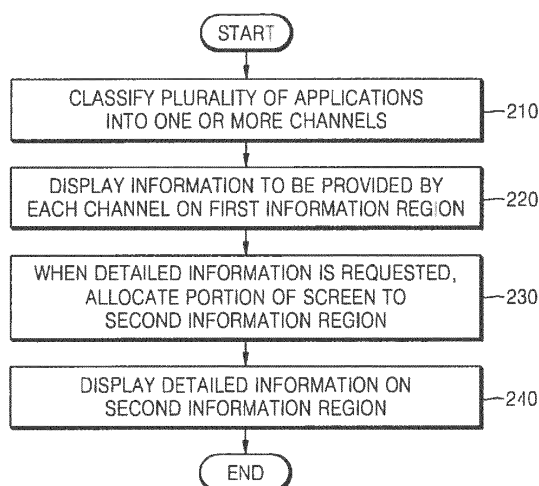 START
CLASSIFY PLURALITY OF APPLICATIONS
INTO ONE OR MORE CHANNELS
210
DISPLAY INFORMATION TO BE PROVIDED BY
EACH CHANNEL ON FIRST INFORMATION REGION
220
WHEN DETAILED INFORMATION IS REQUESTED,
ALLOCATE PORTION OF SCREEN TO
SECOND INFORMATION REGION
230
DISPLAY DETAILED INFORMATION ON
SECOND INFORMATION REGION
240
END